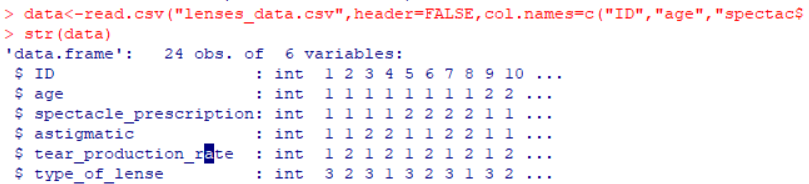 > data<-read.csv("lenses_data.csv",header=FALSE,col.names=c("ID","age","spectac$
> str(data)
'data.frame':   24 obs. of  6 variables:
 $ ID                    : int  1 2 3 4 5 6 7 8 9 10 ...
 $ age                   : int  1 1 1 1 1 1 1 1 2 2 ...
 $ spectacle_prescription: int  1 1 1 1 2 2 2 2 1 1 ...
 $ astigmatic            : int  1 1 2 2 1 1 2 2 1 1 ...
 $ tear_production_rate  : int  1 2 1 2 1 2 1 2 1 2 ...
 $ type_of_lense         : int  3 2 3 1 3 2 3 1 3 2 ...